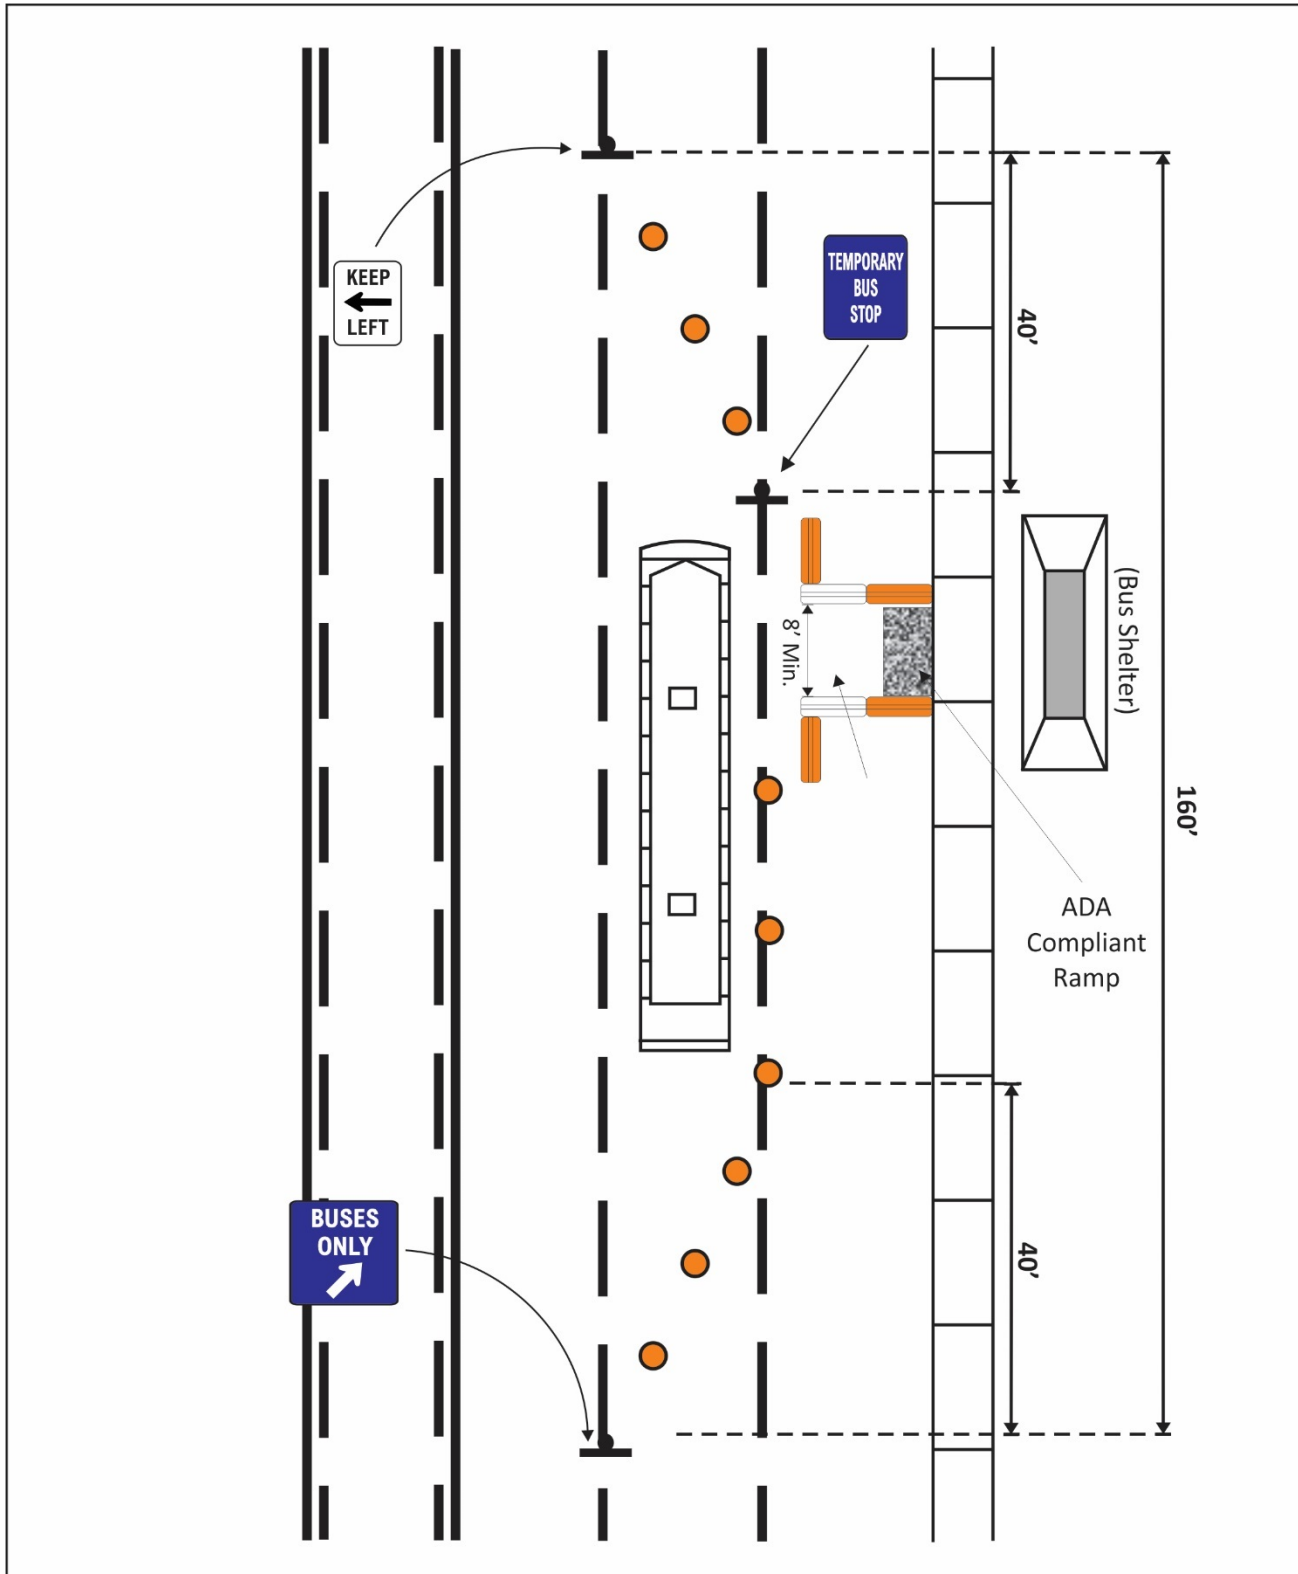 KEEP
LEFT
TEMPORARY
BUS
STOP
40’
8’ Min.
(Bus Shelter)
160’
ADA
Compliant
Ramp
BUSES
ONLY
40’